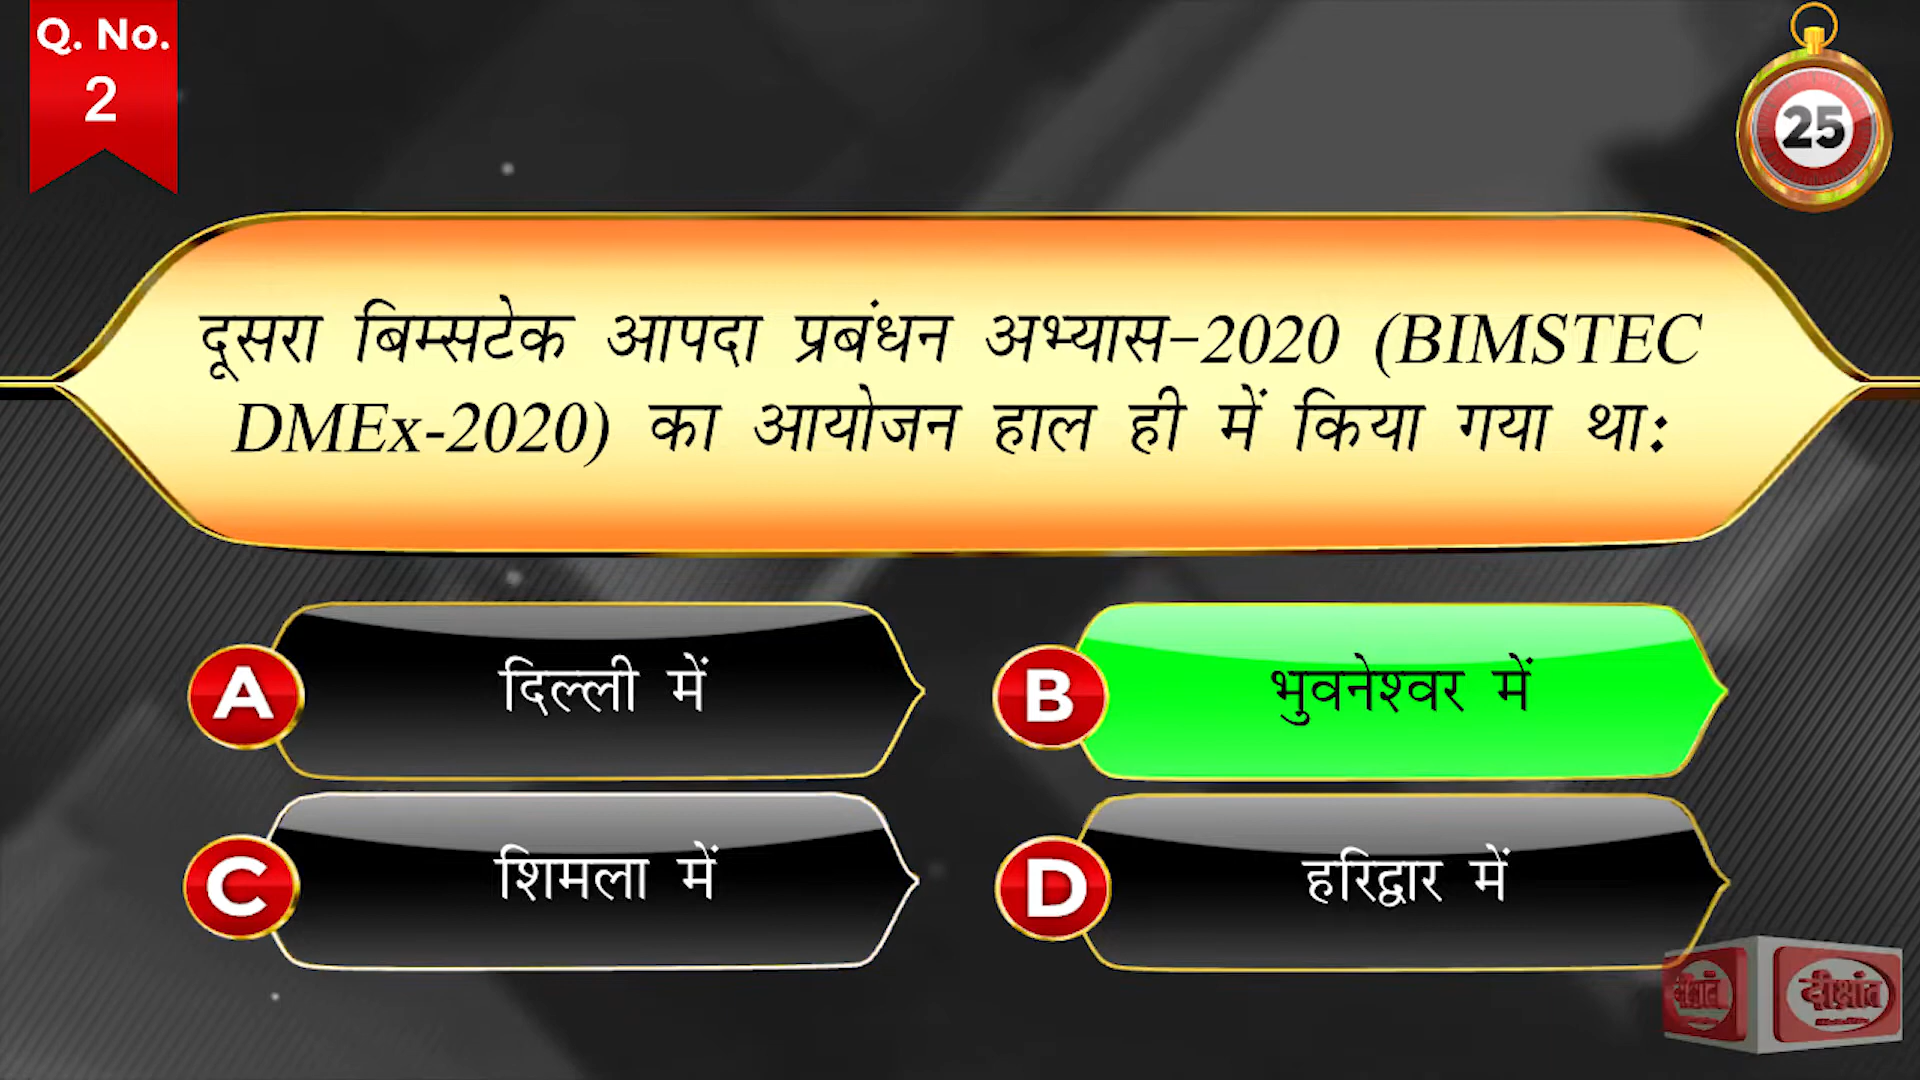 Q. No.
2
25
दूसरा बिम्सटेक आपदा प्रबंधन अभ्यास-2020 (BIMSTEC
DMEx-2020) का आयोजन हाल ही में किया गया था:
A दिल्ली में
B भुवनेश्वर में
C शिमला में
D हरिद्वार में
दीक्षांत दीक्षांत